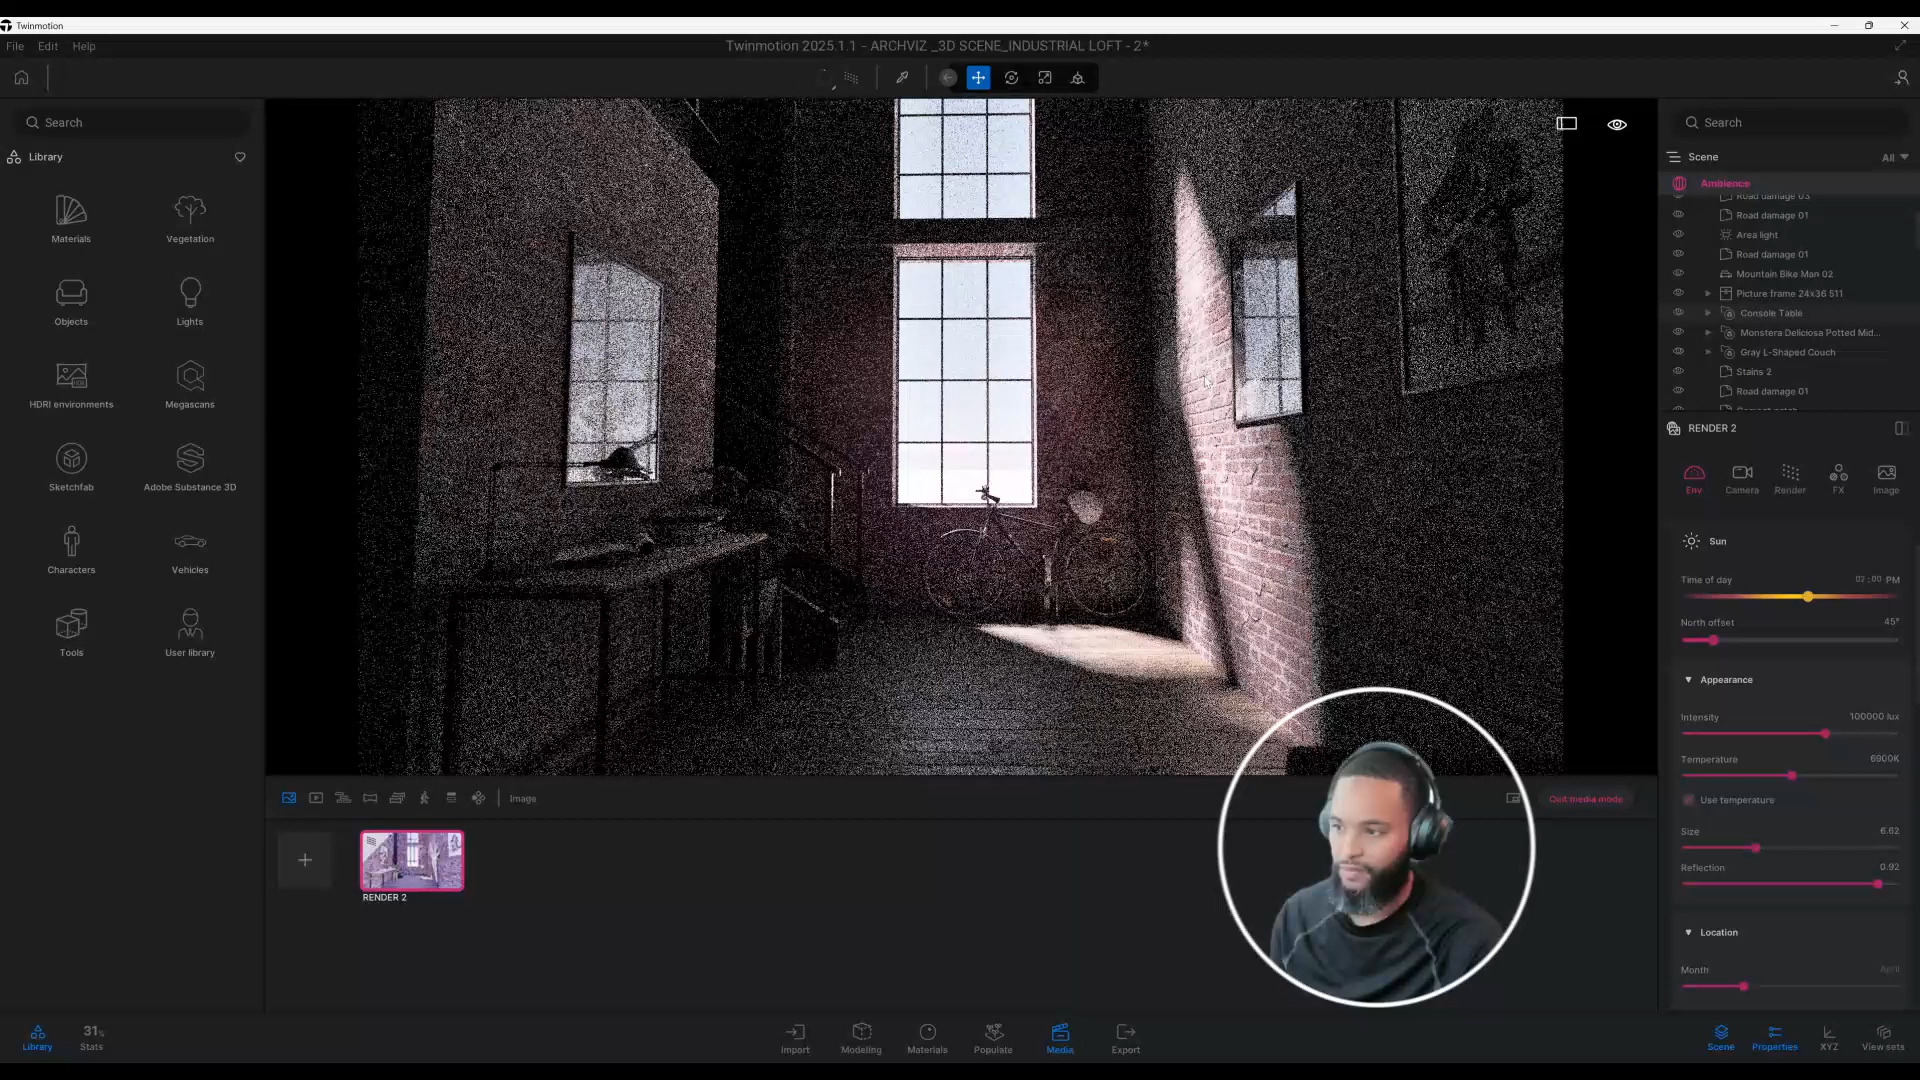 Twinmotion
File Edit Help
Twinmotion 2025.1.1 - ARCHVIZ _3D SCENE_INDUSTRIAL LOFT - 2*
Search
Library
Materials
Vegetation
Objects
Lights
HDRI environments
Megascans
Sketchfab
Adobe Substance 3D
Characters
Vehicles
Tools
User library
Search
Scene All
Ambience
Road damage 03
Road damage 01
Area light
Road damage 01
Mountain Bike Man 02
Picture frame 24x36 511
Console Table
Monstera Deliciosa Potted Mid...
Gray L-Shaped Couch
Stains 2
Road damage 01
RENDER 2
Env Camera Render FX Image
Sun
Time of day 02:00 PM
North offset 45°
Appearance
Intensity 100000 lux
Temperature 6900K
Use temperature
Size 6.62
Reflection 0.92
Location
Month April
Image
Quit media mode
RENDER 2
Library
31%
Stats
Import Modeling Materials Populate Media Export
Scene Properties XYZ View sets